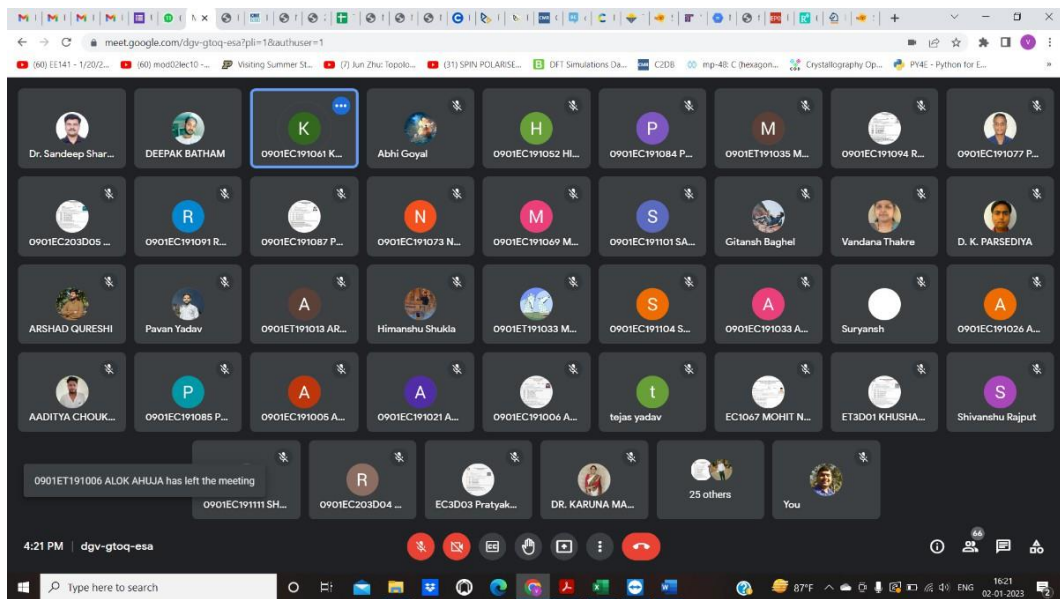 meet.google.com/dgv-gtoq-esa?pli=1&authuser=1
(60) EE141 - 1/20/2... (60) mod02lec10 -... Visiting Summer St... (7) Jun Zhu: Topolo... (31) SPIN POLARISE... DFT Simulations Da... C2DB mp-48: C (hexagon... Crystallography Op... PY4E - Python for E...
Dr. Sandeep Shar... DEEPAK BATHAM K 0901EC191061 K... Abhi Goyal H 0901EC191052 HI... P 0901EC191084 P... M 0901ET191035 M... 0901EC191094 R... 0901EC191077 P...
0901EC203D05 ... R 0901EC191091 R... 0901EC191087 P... N 0901EC191073 N... M 0901EC191069 M... S 0901EC191101 SA... Gitansh Baghel Vandana Thakre D. K. PARSEDIYA
ARSHAD QURESHI Pavan Yadav A 0901ET191013 AR... Himanshu Shukla 0901ET191033 M... S 0901EC191104 S... A 0901EC191033 A... Suryansh A 0901EC191026 A...
AADITYA CHOUK... P 0901EC191085 P... A 0901EC191005 A... A 0901EC191021 A... 0901EC191006 A... t tejas yadav EC1067 MOHIT N... ET3D01 KHUSHA... S Shivanshu Rajput
0901ET191006 ALOK AHUJA has left the meeting
0901EC191111 SH... R 0901EC203D04 ... EC3D03 Pratyak... DR. KARUNA MA... 25 others You
4:21 PM | dgv-gtoq-esa 66
Type here to search 87°F ENG 16:21
02-01-2023